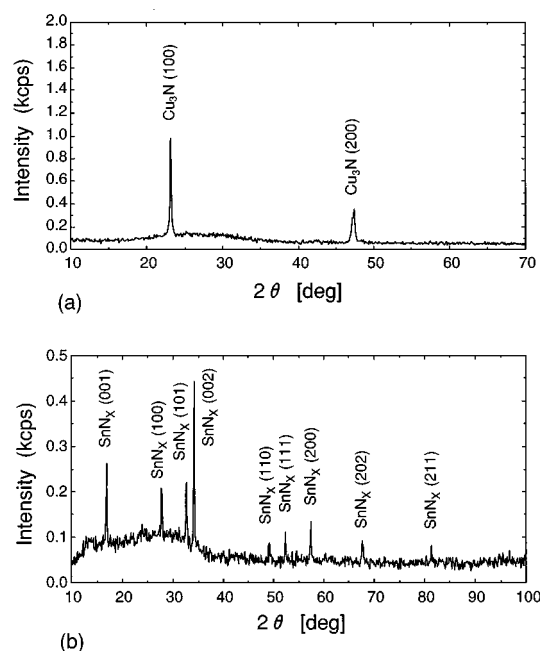 2.0
1.8
1.6
1.4
1.2
1.0
0.8
0.6
0.4
0.2
0.0
Intensity (kcps)
Cu₃N (100)
Cu₃N (200)
10 20 30 40 50 60 70
2 θ [deg]
(a)
0.5
0.4
0.3
0.2
0.1
0
Intensity (kcps)
SnNX (001)
SnNX (100)
SnNX (101)
SnNX (002)
SnNX (110)
SnNX (111)
SnNX (200)
SnNX (202)
SnNX (211)
10 20 30 40 50 60 70 80 90 100
2 θ [deg]
(b)